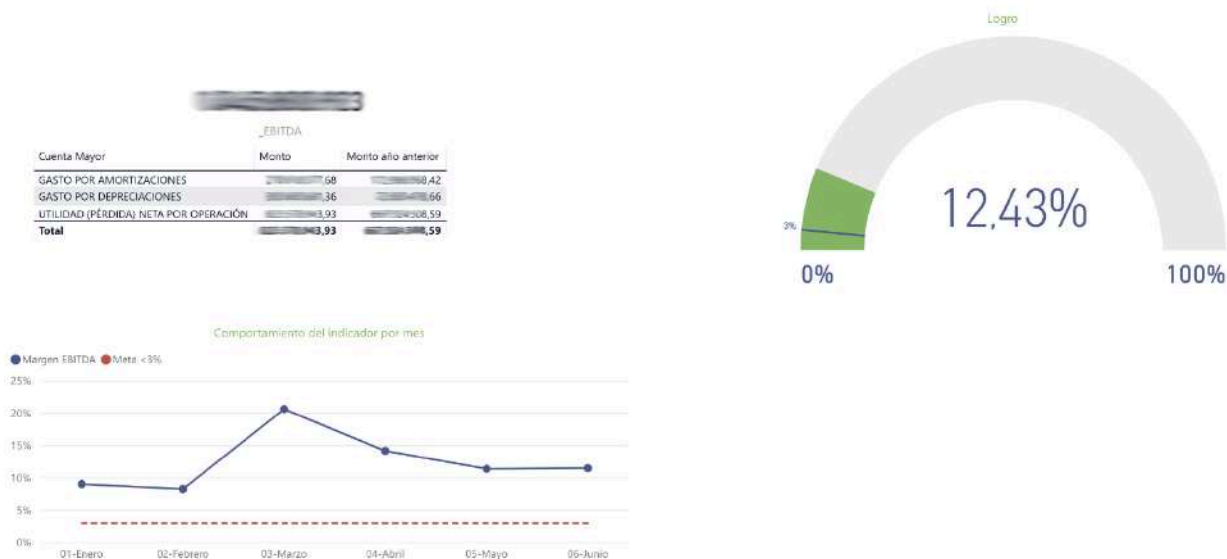 _EBITDA
Cuenta Mayor Monto Monto año anterior
GASTO POR AMORTIZACIONES ,68 8,42
GASTO POR DEPRECIACIONES ,36 ,66
UTILIDAD (PÉRDIDA) NETA POR OPERACIÓN 3,93 08,59
Total 3,93 ,59
Logro
12,43%
3%
0% 100%
Comportamiento del indicador por mes
Margen EBITDA Meta <3%
25%
20%
15%
10%
5%
0%
01-Enero 02-Febrero 03-Marzo 04-Abril 05-Mayo 06-Junio